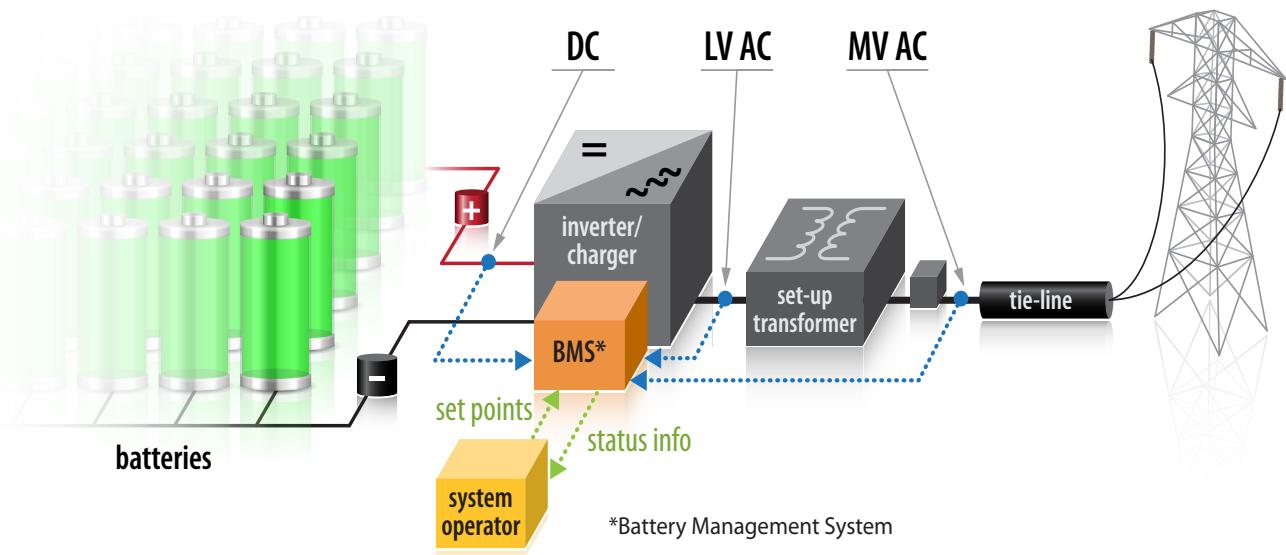 DC
LV AC
MV AC
=
+
inverter/
charger
set-up
transformer
tie-line
BMS*
-
set points
status info
batteries
system
operator
*Battery Management System